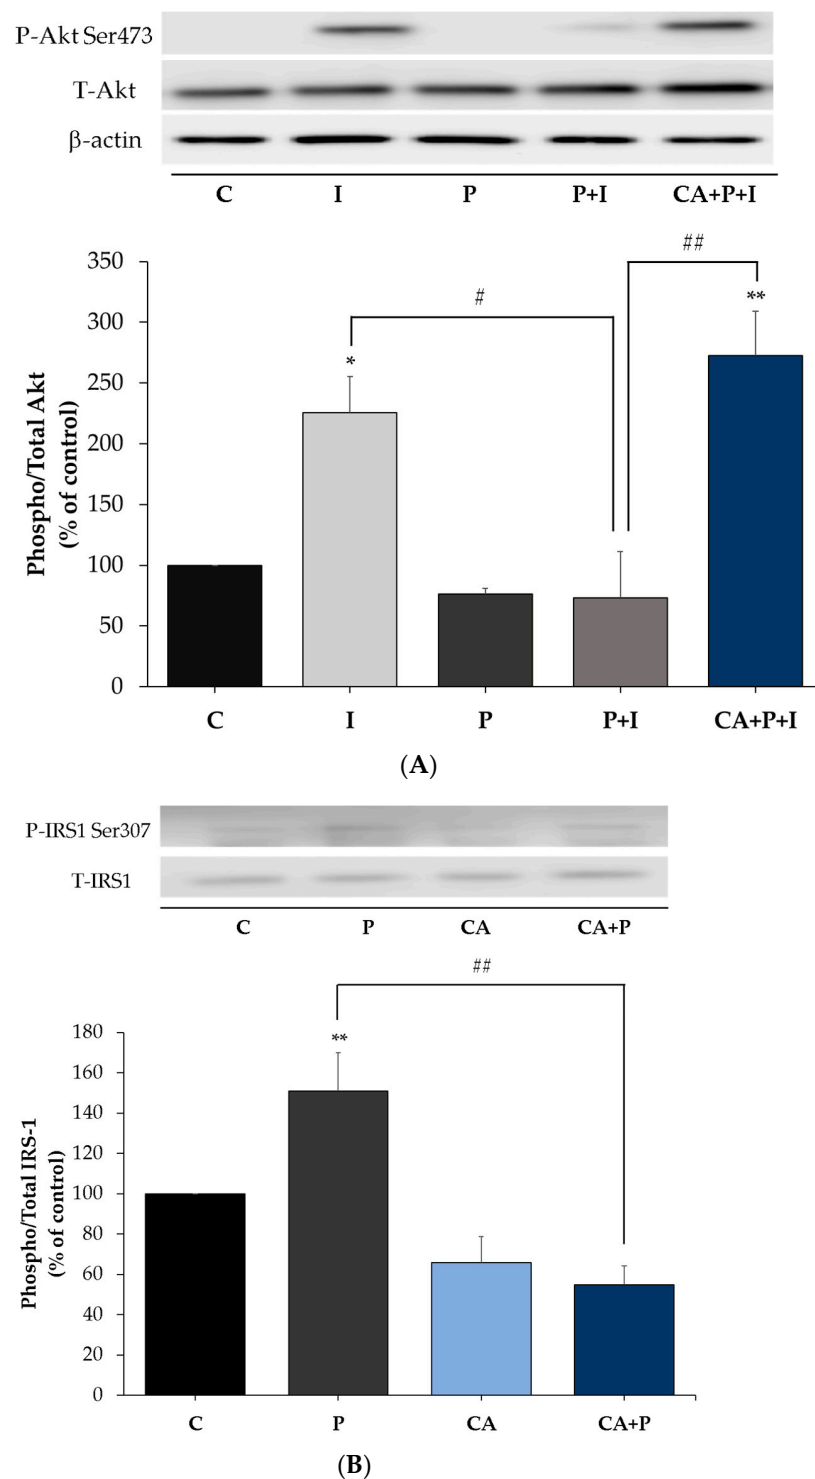 P-Akt Ser473
T-Akt
β-actin
C I P P+I CA+P+I
##
#
**
*
Phospho/Total Akt
(% of control)
350
300
250
200
150
100
50
0
C I P P+I CA+P+I
(A)
P-IRS1 Ser307
T-IRS1
C P CA CA+P
##
**
Phospho/Total IRS-1
(% of control)
180
160
140
120
100
80
60
40
20
0
C P CA CA+P
(B)